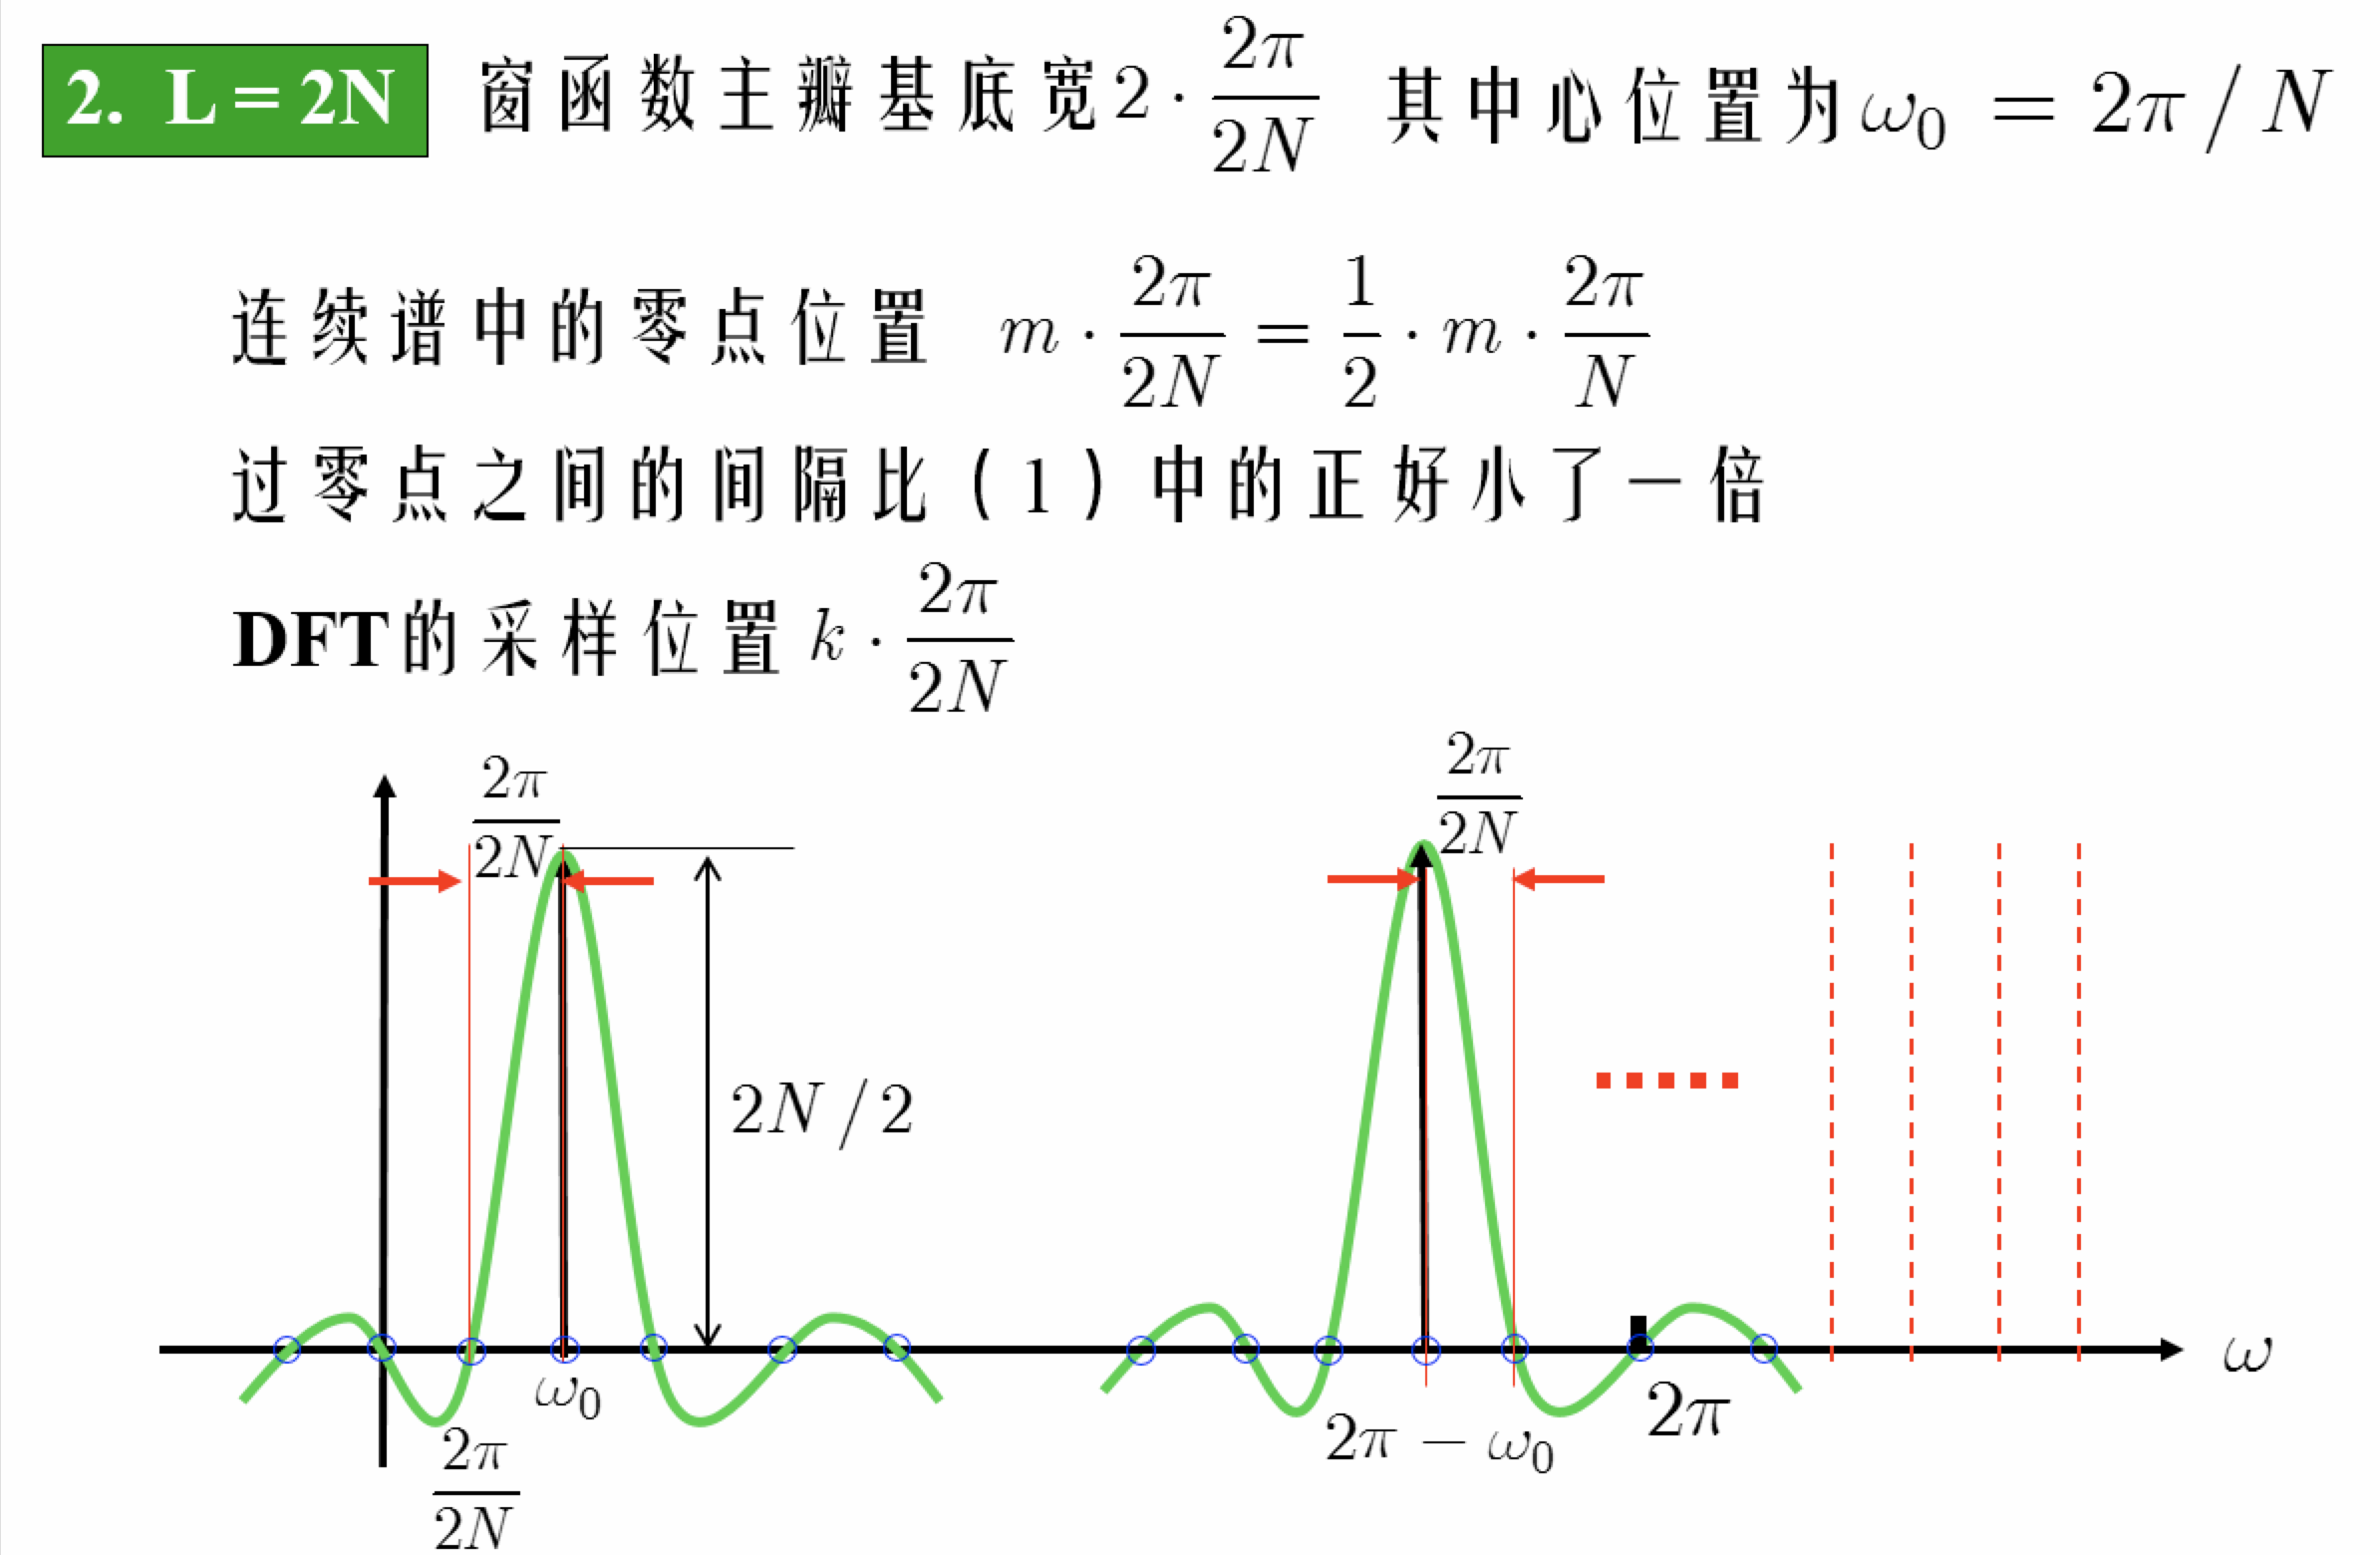 2. L = 2N 窗函数主瓣基底宽 2 · 2π/2N 其中心位置为 ω₀ = 2π/N
连续谱中的零点位置 m · 2π/2N = 1/2 · m · 2π/N
过零点之间的间隔比(1)中的正好小了一倍
DFT的采样位置 k · 2π/2N
2π/2N
2π/2N
2N/2
ω
ω₀
2π
2π − ω₀
2π/2N